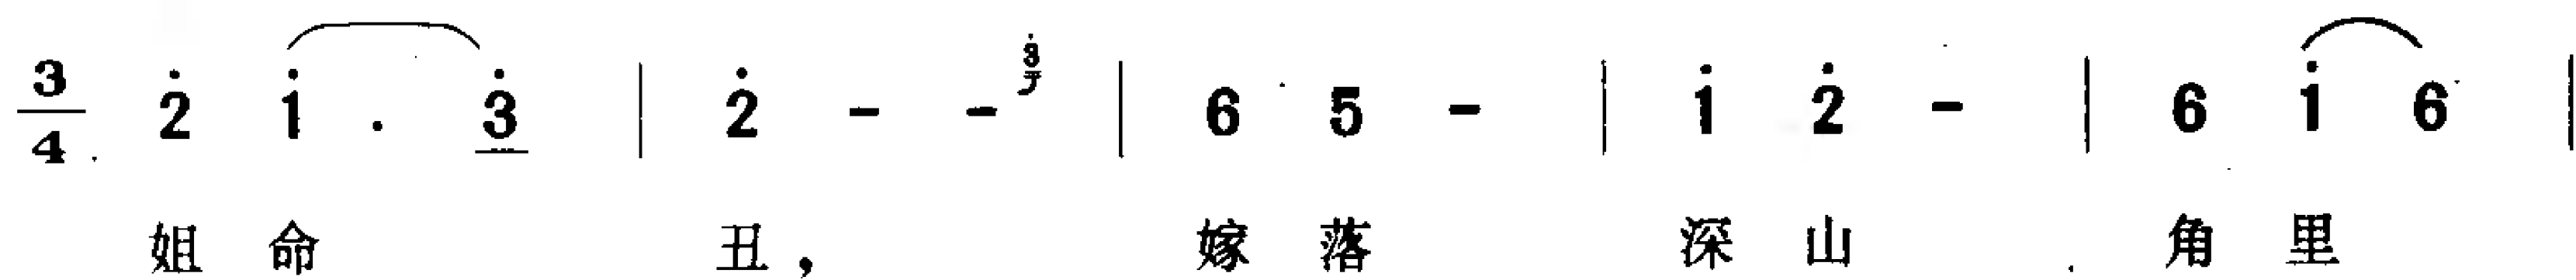 3/4 2̇ 1̇ . 3̇ | 2̇ - - 3̇ | 6 5 - | 1̇ 2̇ - | 6 1̇ 6 |
姐 命 丑， 嫁 落 深 山 角 里